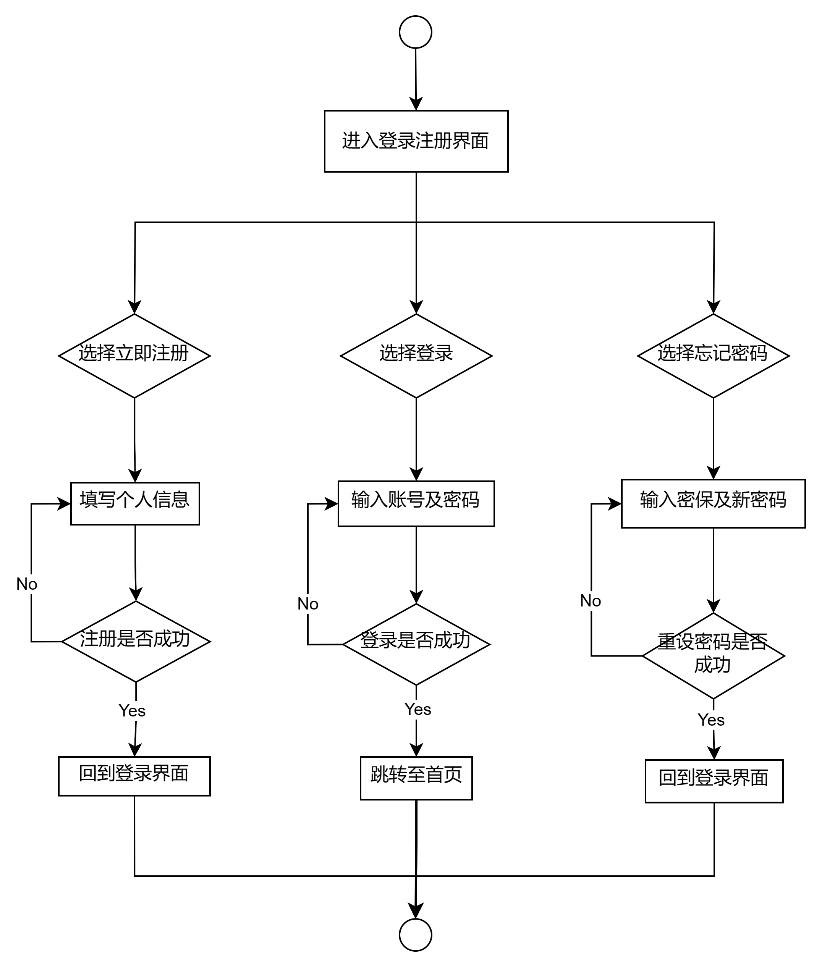 进入登录注册界面
选择立即注册
选择登录
选择忘记密码
填写个人信息
输入账号及密码
输入密保及新密码
No
No
No
注册是否成功
登录是否成功
重设密码是否
成功
Yes
Yes
Yes
回到登录界面
跳转至首页
回到登录界面